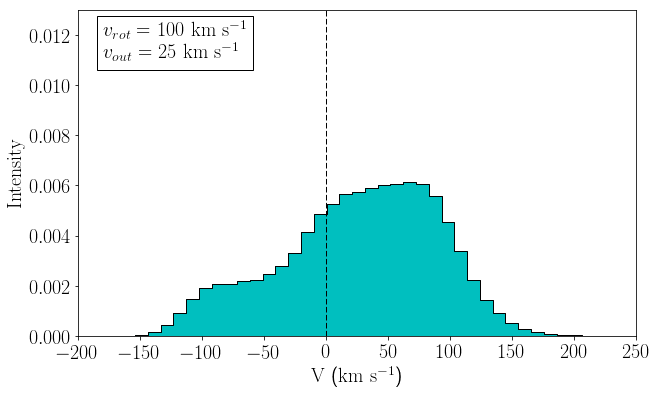 v_rot = 100 km s⁻¹
v_out = 25 km s⁻¹
0.012
0.010
0.008
0.006
0.004
0.002
0.000
Intensity
−200 −150 −100 −50 0 50 100 150 200 250
V (km s⁻¹)